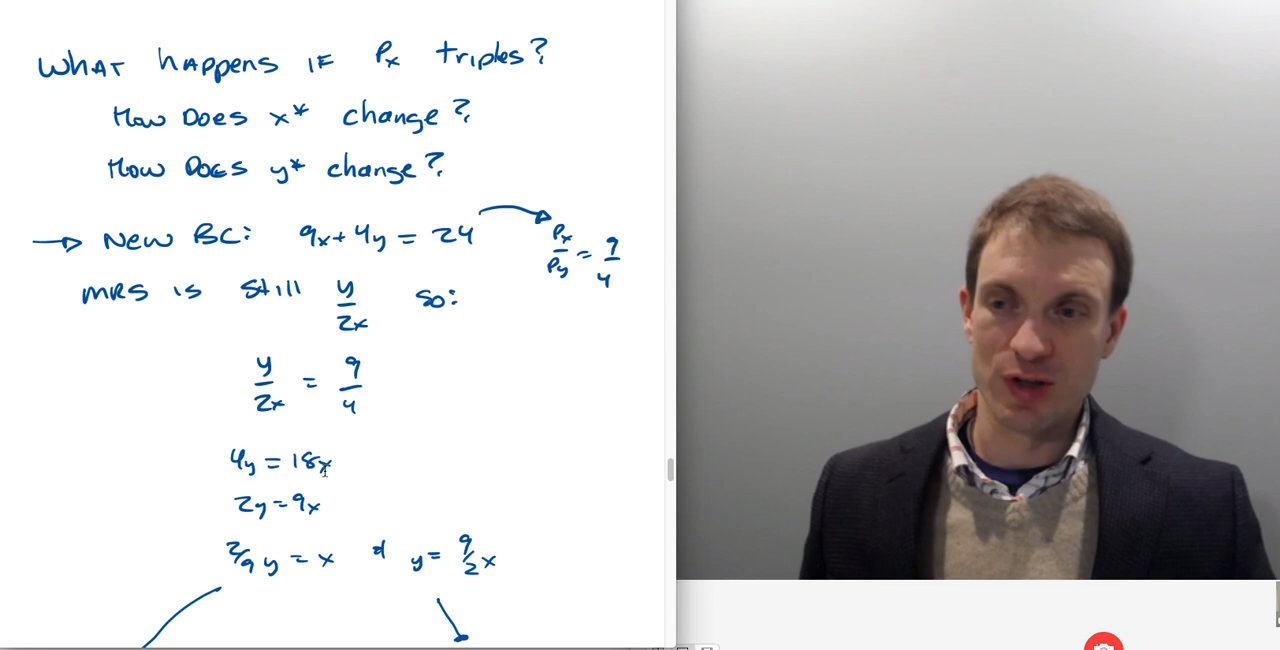 What happens IF Px triples?
How Does x* change?
How Does y* change?
→ New BC: 9x + 4y = 24
Px/Py = 9/4
MRS is still y/2x so:
y/2x = 9/4
4y = 18x
2y = 9x
2/9 y = x & y = 9/2 x